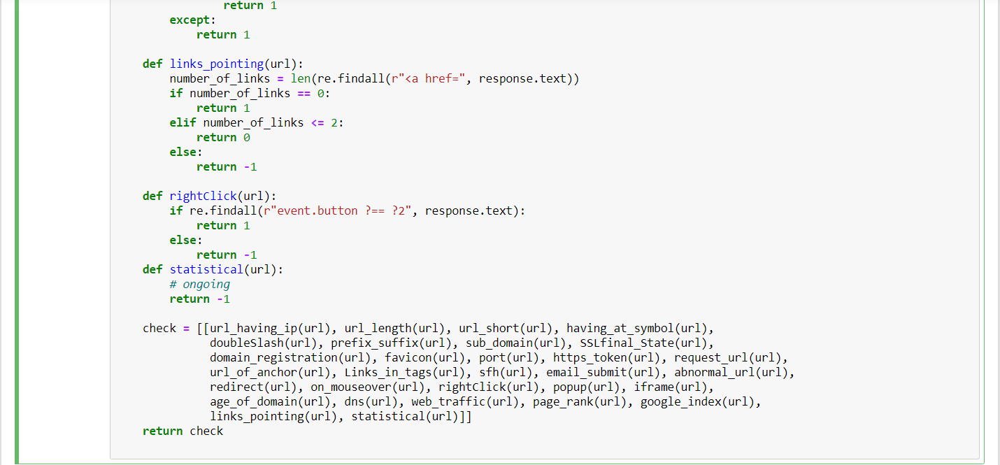 return 1
except:
return 1
def links_pointing(url):
number_of_links = len(re.findall(r"<a href=", response.text))
if number_of_links == 0:
return 1
elif number_of_links <= 2:
return 0
else:
return -1
def rightClick(url):
if re.findall(r"event.button ?== ?2", response.text):
return 1
else:
return -1
def statistical(url):
# ongoing
return -1
check = [[url_having_ip(url), url_length(url), url_short(url), having_at_symbol(url),
doubleSlash(url), prefix_suffix(url), sub_domain(url), SSLfinal_State(url),
domain_registration(url), favicon(url), port(url), https_token(url), request_url(url),
url_of_anchor(url), Links_in_tags(url), sfh(url), email_submit(url), abnormal_url(url),
redirect(url), on_mouseover(url), rightClick(url), popup(url), iframe(url),
age_of_domain(url), dns(url), web_traffic(url), page_rank(url), google_index(url),
links_pointing(url), statistical(url)]]
return check